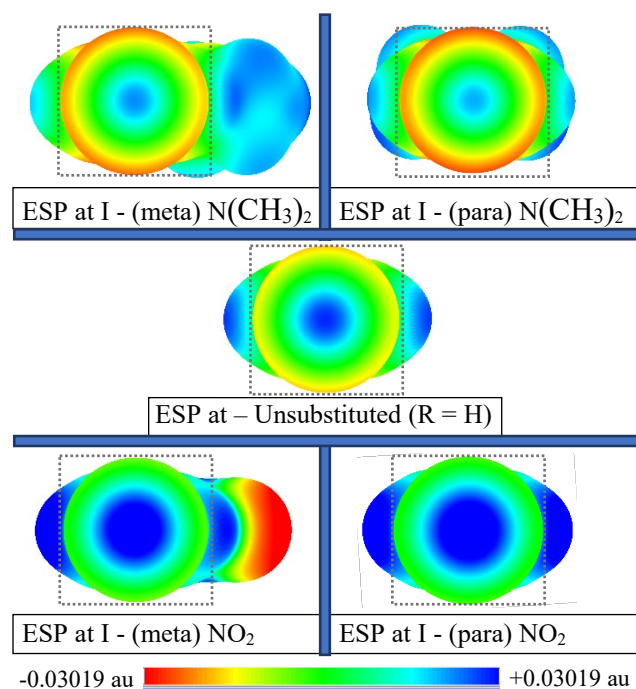 ESP at I - (meta) N(CH₃)₂
ESP at I - (para) N(CH₃)₂
ESP at – Unsubstituted (R = H)
ESP at I - (meta) NO₂
ESP at I - (para) NO₂
-0.03019 au
+0.03019 au